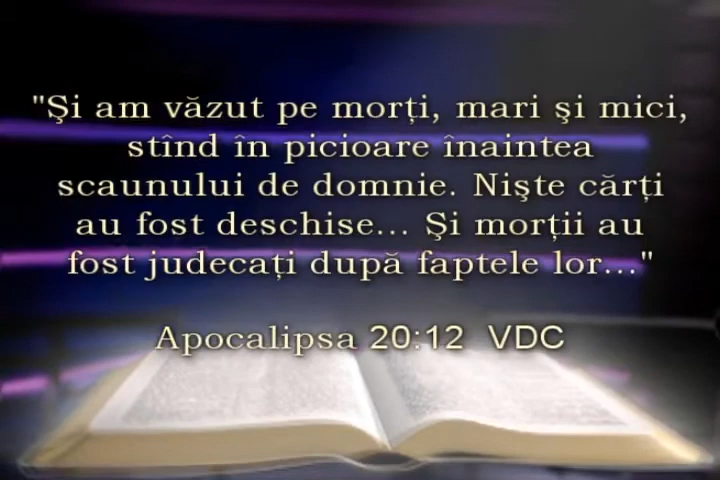 "Şi am văzut pe morţi, mari şi mici,
stînd în picioare înaintea
scaunului de domnie. Nişte cărţi
au fost deschise... Şi morţii au
fost judecaţi după faptele lor..."
Apocalipsa 20:12 VDC